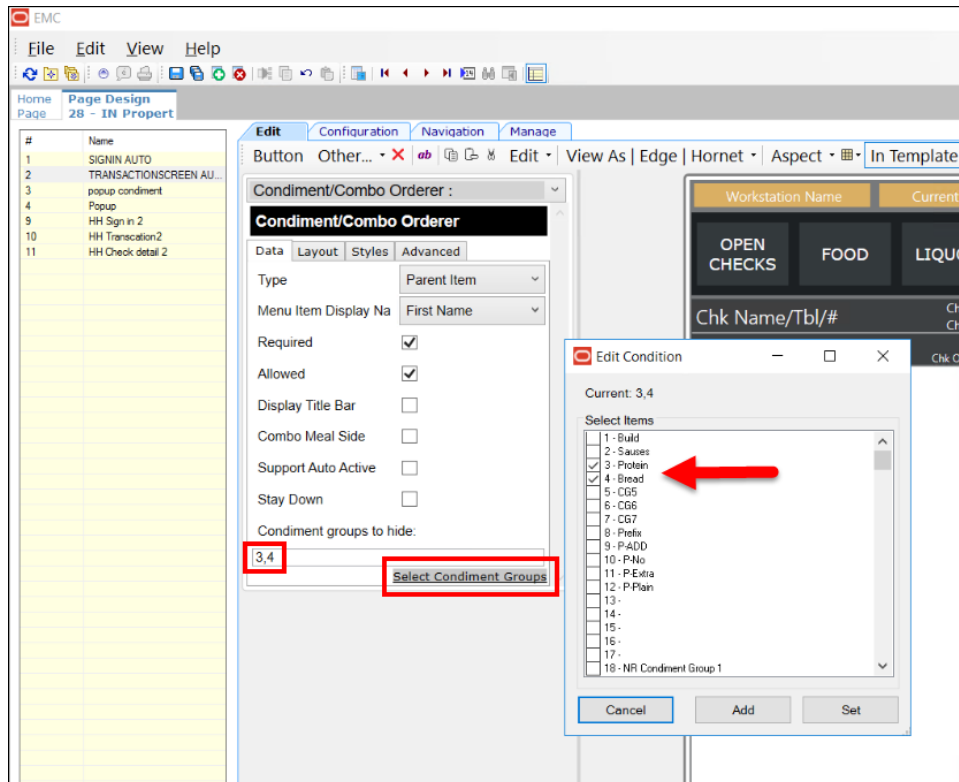 EMC
File Edit View Help
Home Page
Page Design
28 - IN Propert
# Name
1 SIGNIN AUTO
2 TRANSACTIONSCREEN AU...
3 popup condiment
4 Popup
9 HH Sign in 2
10 HH Transcation2
11 HH Check detail 2
Edit Configuration Navigation Manage
Button Other... Edit View As | Edge | Hornet Aspect In Template
Condiment/Combo Orderer :
Condiment/Combo Orderer
Data Layout Styles Advanced
Type Parent Item
Menu Item Display Na First Name
Required
Allowed
Display Title Bar
Combo Meal Side
Support Auto Active
Stay Down
Condiment groups to hide:
3,4
Select Condiment Groups
Workstation Name Current
OPEN CHECKS
FOOD
LIQUO
Chk Name/Tbl/#
Ch
Ch
Chk O
Edit Condition
Current: 3,4
Select Items
1 - Build
2 - Sauses
3 - Protein
4 - Bread
5 - CG5
6 - CG6
7 - CG7
8 - Prefix
9 - P-ADD
10 - P-No
11 - P-Extra
12 - P-Plain
13 -
14 -
15 -
16 -
17 -
18 - NR Condiment Group 1
Cancel Add Set